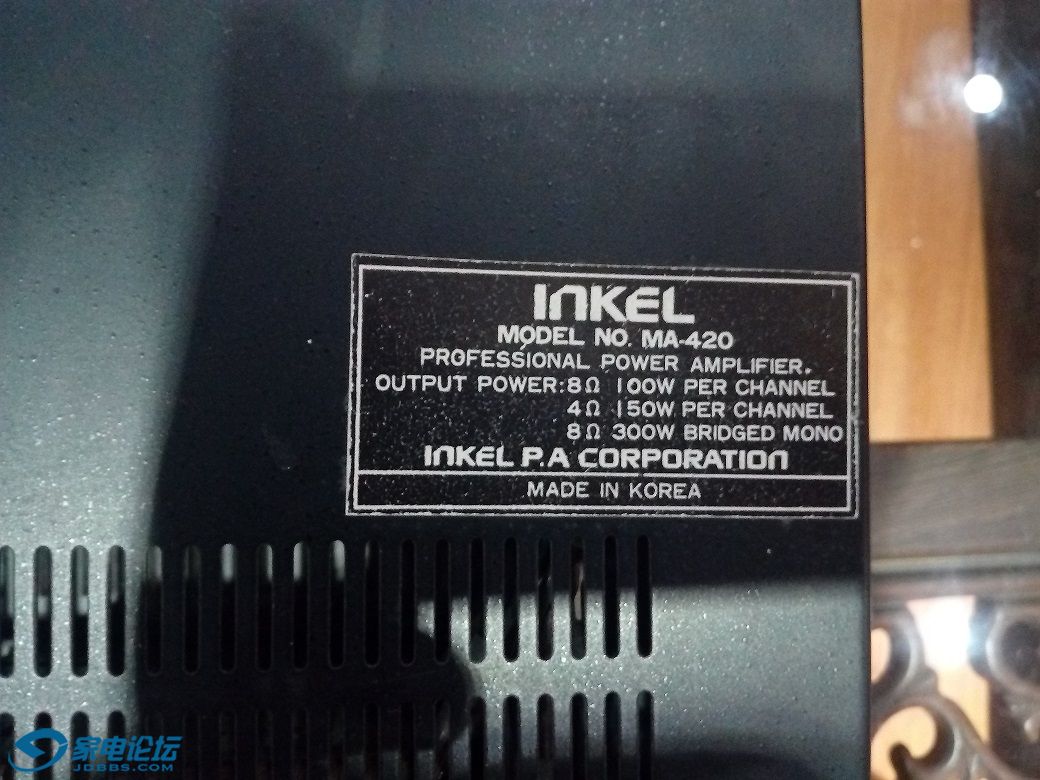 INKEL
MODEL NO. MA-420
PROFESSIONAL POWER AMPLIFIER.
OUTPUT POWER: 8Ω 100W PER CHANNEL
4Ω 150W PER CHANNEL
8Ω 300W BRIDGED MONO
INKEL P.A CORPORATION
MADE IN KOREA
家电论坛
JDBBS.COM